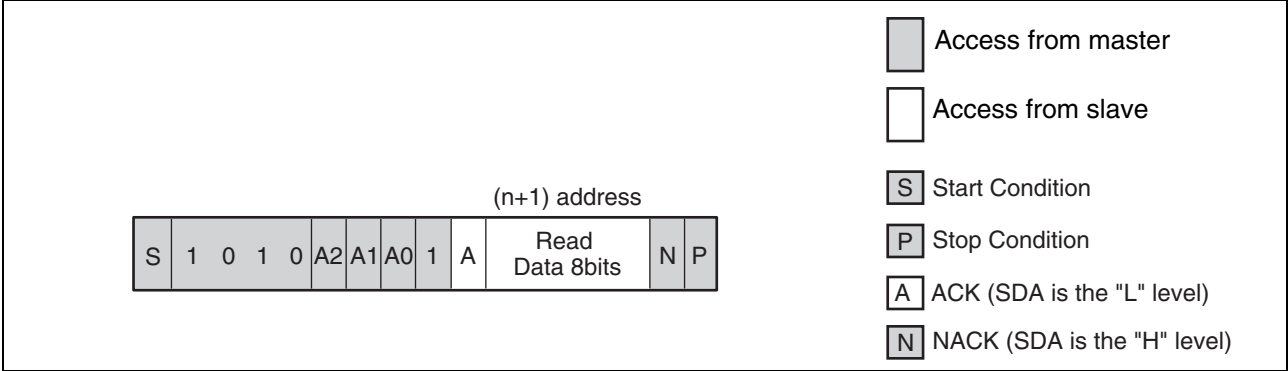 Access from master
Access from slave
(n+1) address
S 1 0 1 0 A2 A1 A0 1 A Read Data 8bits N P
S Start Condition
P Stop Condition
A ACK (SDA is the "L" level)
N NACK (SDA is the "H" level)